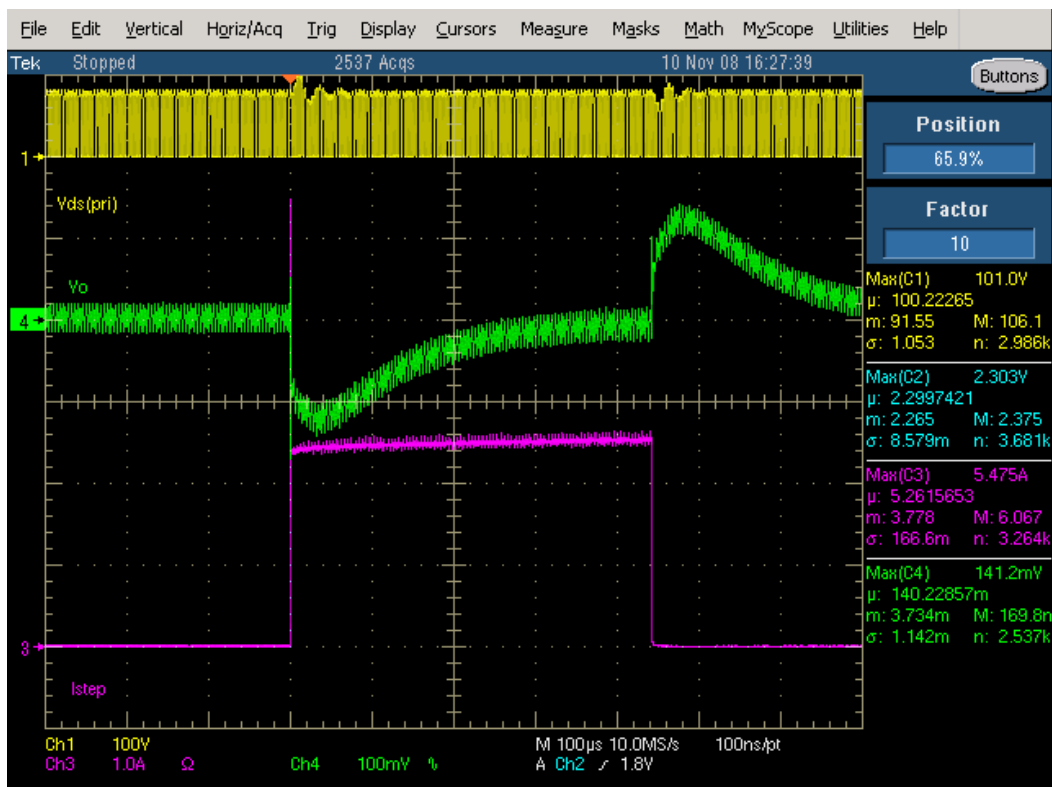 File Edit Vertical Horiz/Acq Trig Display Cursors Measure Masks Math MyScope Utilities Help
Tek Stopped 2537 Acqs 10 Nov 08 16:27:39
Buttons
Position
65.9%
Factor
10
1
Vds(pri)
Vo
4
3
Istep
Max(C1) 101.0V
μ: 100.22265
m: 91.55 M: 106.1
σ: 1.053 n: 2.986k
Max(C2) 2.303V
μ: 2.2997421
m: 2.265 M: 2.375
σ: 8.579m n: 3.681k
Max(C3) 5.475A
μ: 5.2615653
m: 3.778 M: 6.067
σ: 166.6m n: 3.264k
Max(C4) 141.2mV
μ: 140.22857m
m: 3.734m M: 169.8m
σ: 1.142m n: 2.537k
Ch1 100V M 100μs 10.0MS/s 100ns/pt
Ch3 1.0A Ω Ch4 100mV ∿ A Ch2 ⁄ 1.8V